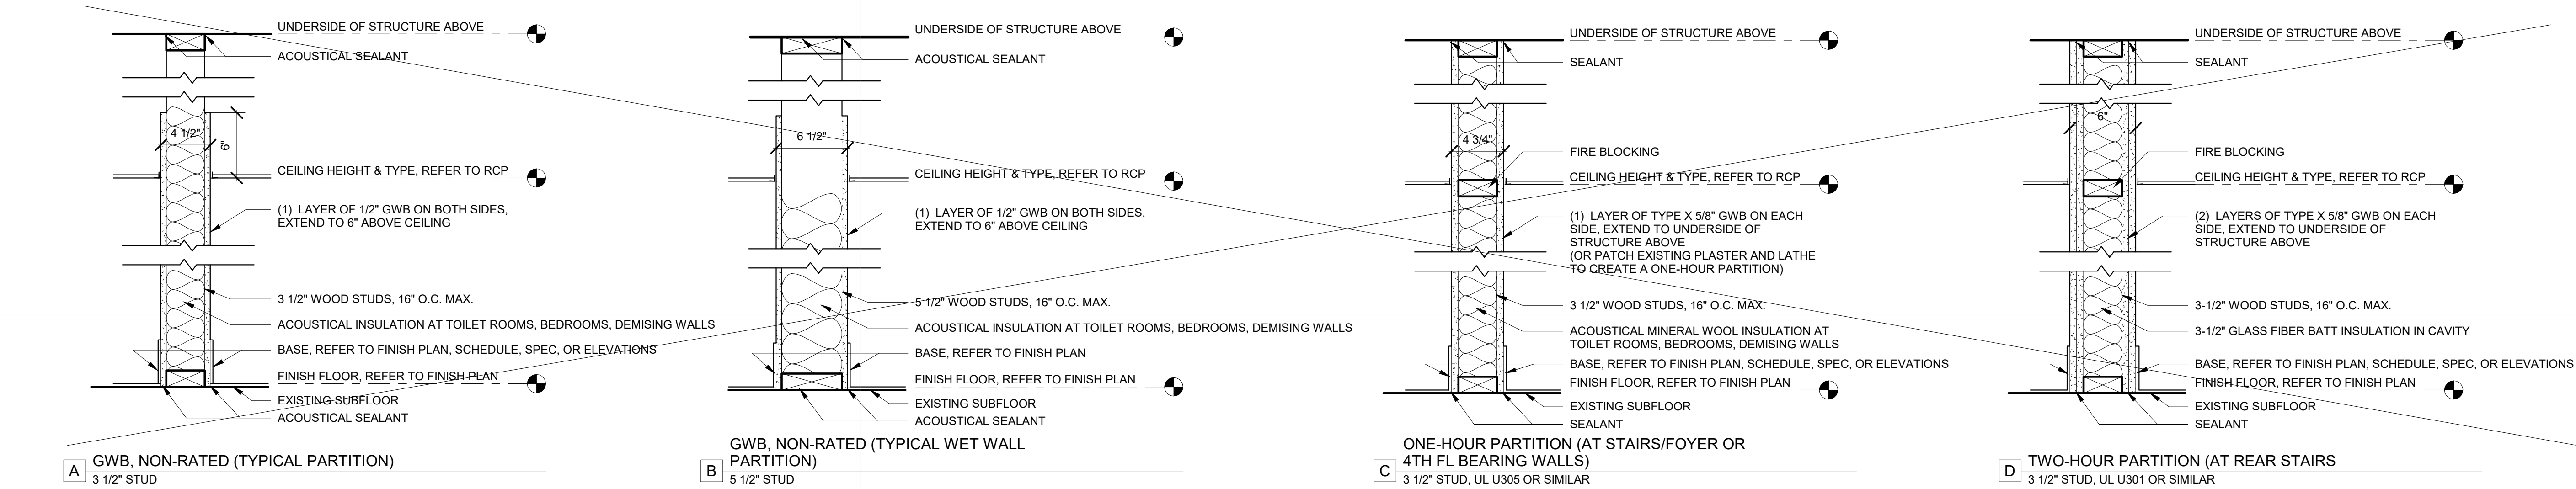 UNDERSIDE OF STRUCTURE ABOVE
ACOUSTICAL SEALANT
4 1/2"
6"
CEILING HEIGHT & TYPE, REFER TO RCP
(1) LAYER OF 1/2" GWB ON BOTH SIDES,
EXTEND TO 6" ABOVE CEILING
3 1/2" WOOD STUDS, 16" O.C. MAX.
ACOUSTICAL INSULATION AT TOILET ROOMS, BEDROOMS, DEMISING WALLS
BASE, REFER TO FINISH PLAN, SCHEDULE, SPEC, OR ELEVATIONS
FINISH FLOOR, REFER TO FINISH PLAN
EXISTING SUBFLOOR
ACOUSTICAL SEALANT
A
GWB, NON-RATED (TYPICAL PARTITION)
3 1/2" STUD
UNDERSIDE OF STRUCTURE ABOVE
ACOUSTICAL SEALANT
6 1/2"
CEILING HEIGHT & TYPE, REFER TO RCP
(1) LAYER OF 1/2" GWB ON BOTH SIDES,
EXTEND TO 6" ABOVE CEILING
5 1/2" WOOD STUDS, 16" O.C. MAX.
ACOUSTICAL INSULATION AT TOILET ROOMS, BEDROOMS, DEMISING WALLS
BASE, REFER TO FINISH PLAN
FINISH FLOOR, REFER TO FINISH PLAN
EXISTING SUBFLOOR
ACOUSTICAL SEALANT
B
GWB, NON-RATED (TYPICAL WET WALL
PARTITION)
5 1/2" STUD
UNDERSIDE OF STRUCTURE ABOVE
SEALANT
4 3/4"
FIRE BLOCKING
CEILING HEIGHT & TYPE, REFER TO RCP
(1) LAYER OF TYPE X 5/8" GWB ON EACH
SIDE, EXTEND TO UNDERSIDE OF
STRUCTURE ABOVE
(OR PATCH EXISTING PLASTER AND LATHE
TO CREATE A ONE-HOUR PARTITION)
3 1/2" WOOD STUDS, 16" O.C. MAX.
ACOUSTICAL MINERAL WOOL INSULATION AT
TOILET ROOMS, BEDROOMS, DEMISING WALLS
BASE, REFER TO FINISH PLAN, SCHEDULE, SPEC, OR ELEVATIONS
FINISH FLOOR, REFER TO FINISH PLAN
EXISTING SUBFLOOR
SEALANT
C
ONE-HOUR PARTITION (AT STAIRS/FOYER OR
4TH FL BEARING WALLS)
3 1/2" STUD, UL U305 OR SIMILAR
UNDERSIDE OF STRUCTURE ABOVE
SEALANT
6"
FIRE BLOCKING
CEILING HEIGHT & TYPE, REFER TO RCP
(2) LAYERS OF TYPE X 5/8" GWB ON EACH
SIDE, EXTEND TO UNDERSIDE OF
STRUCTURE ABOVE
3-1/2" WOOD STUDS, 16" O.C. MAX.
3-1/2" GLASS FIBER BATT INSULATION IN CAVITY
BASE, REFER TO FINISH PLAN, SCHEDULE, SPEC, OR ELEVATIONS
FINISH FLOOR, REFER TO FINISH PLAN
EXISTING SUBFLOOR
SEALANT
D
TWO-HOUR PARTITION (AT REAR STAIRS
3 1/2" STUD, UL U301 OR SIMILAR